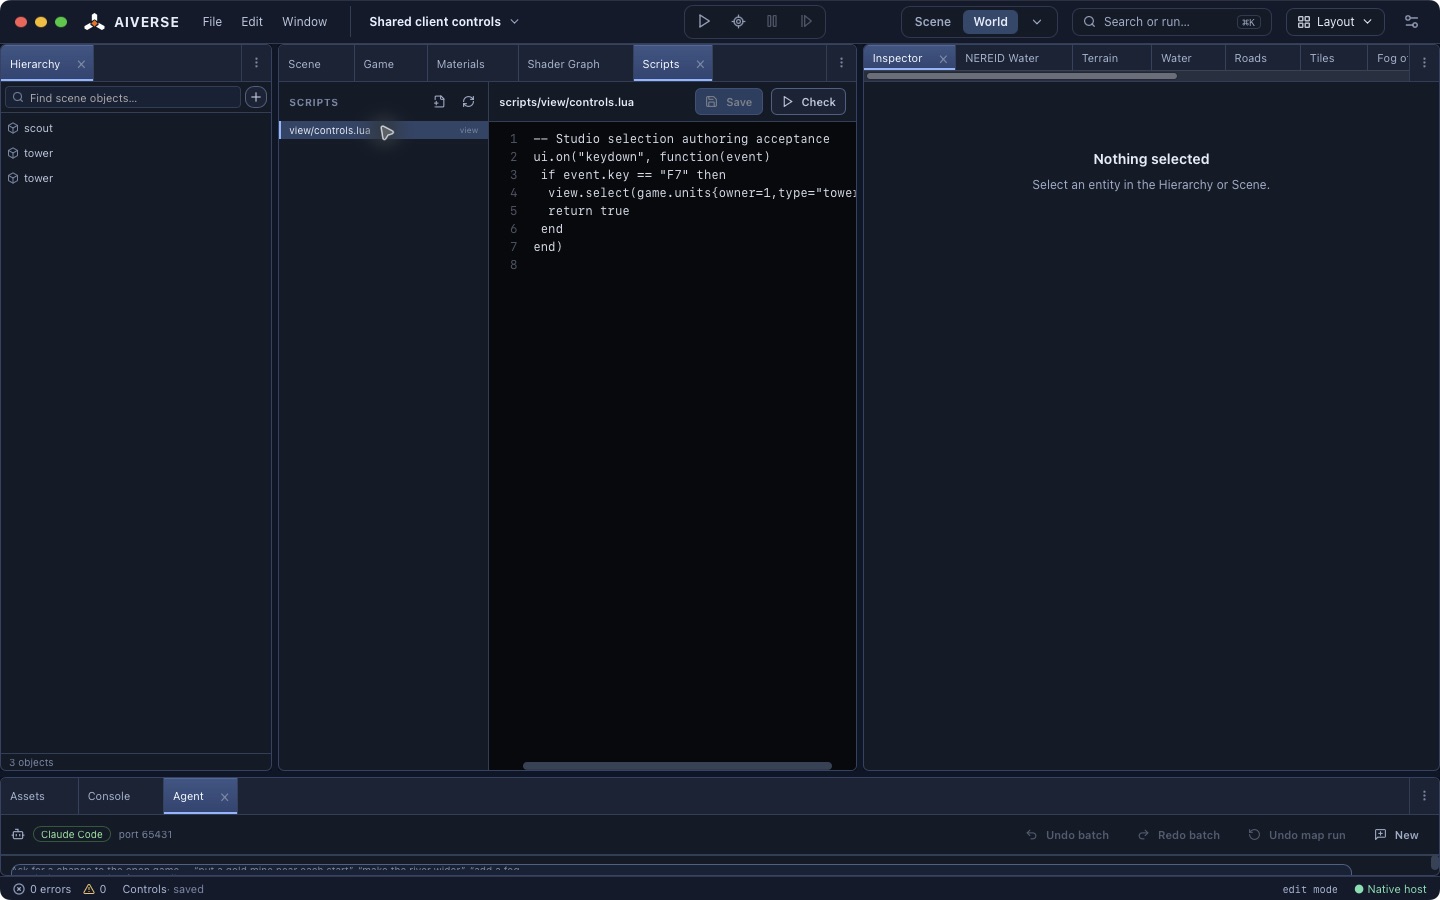 AIVERSE File Edit Window Shared client controls Scene World Search or run... ⌘K Layout
Hierarchy
Find scene objects...
scout
tower
tower
3 objects
Scene Game Materials Shader Graph Scripts
SCRIPTS
view/controls.lua view
scripts/view/controls.lua Save Check
1 -- Studio selection authoring acceptance
2 ui.on("keydown", function(event)
3 if event.key == "F7" then
4 view.select(game.units{owner=1,type="tower
5 return true
6 end
7 end)
8
Inspector NEREID Water Terrain Water Roads Tiles Fog of
Nothing selected
Select an entity in the Hierarchy or Scene.
Assets Console Agent
Claude Code port 65431 Undo batch Redo batch Undo map run New
0 errors 0 Controls · saved edit mode Native host